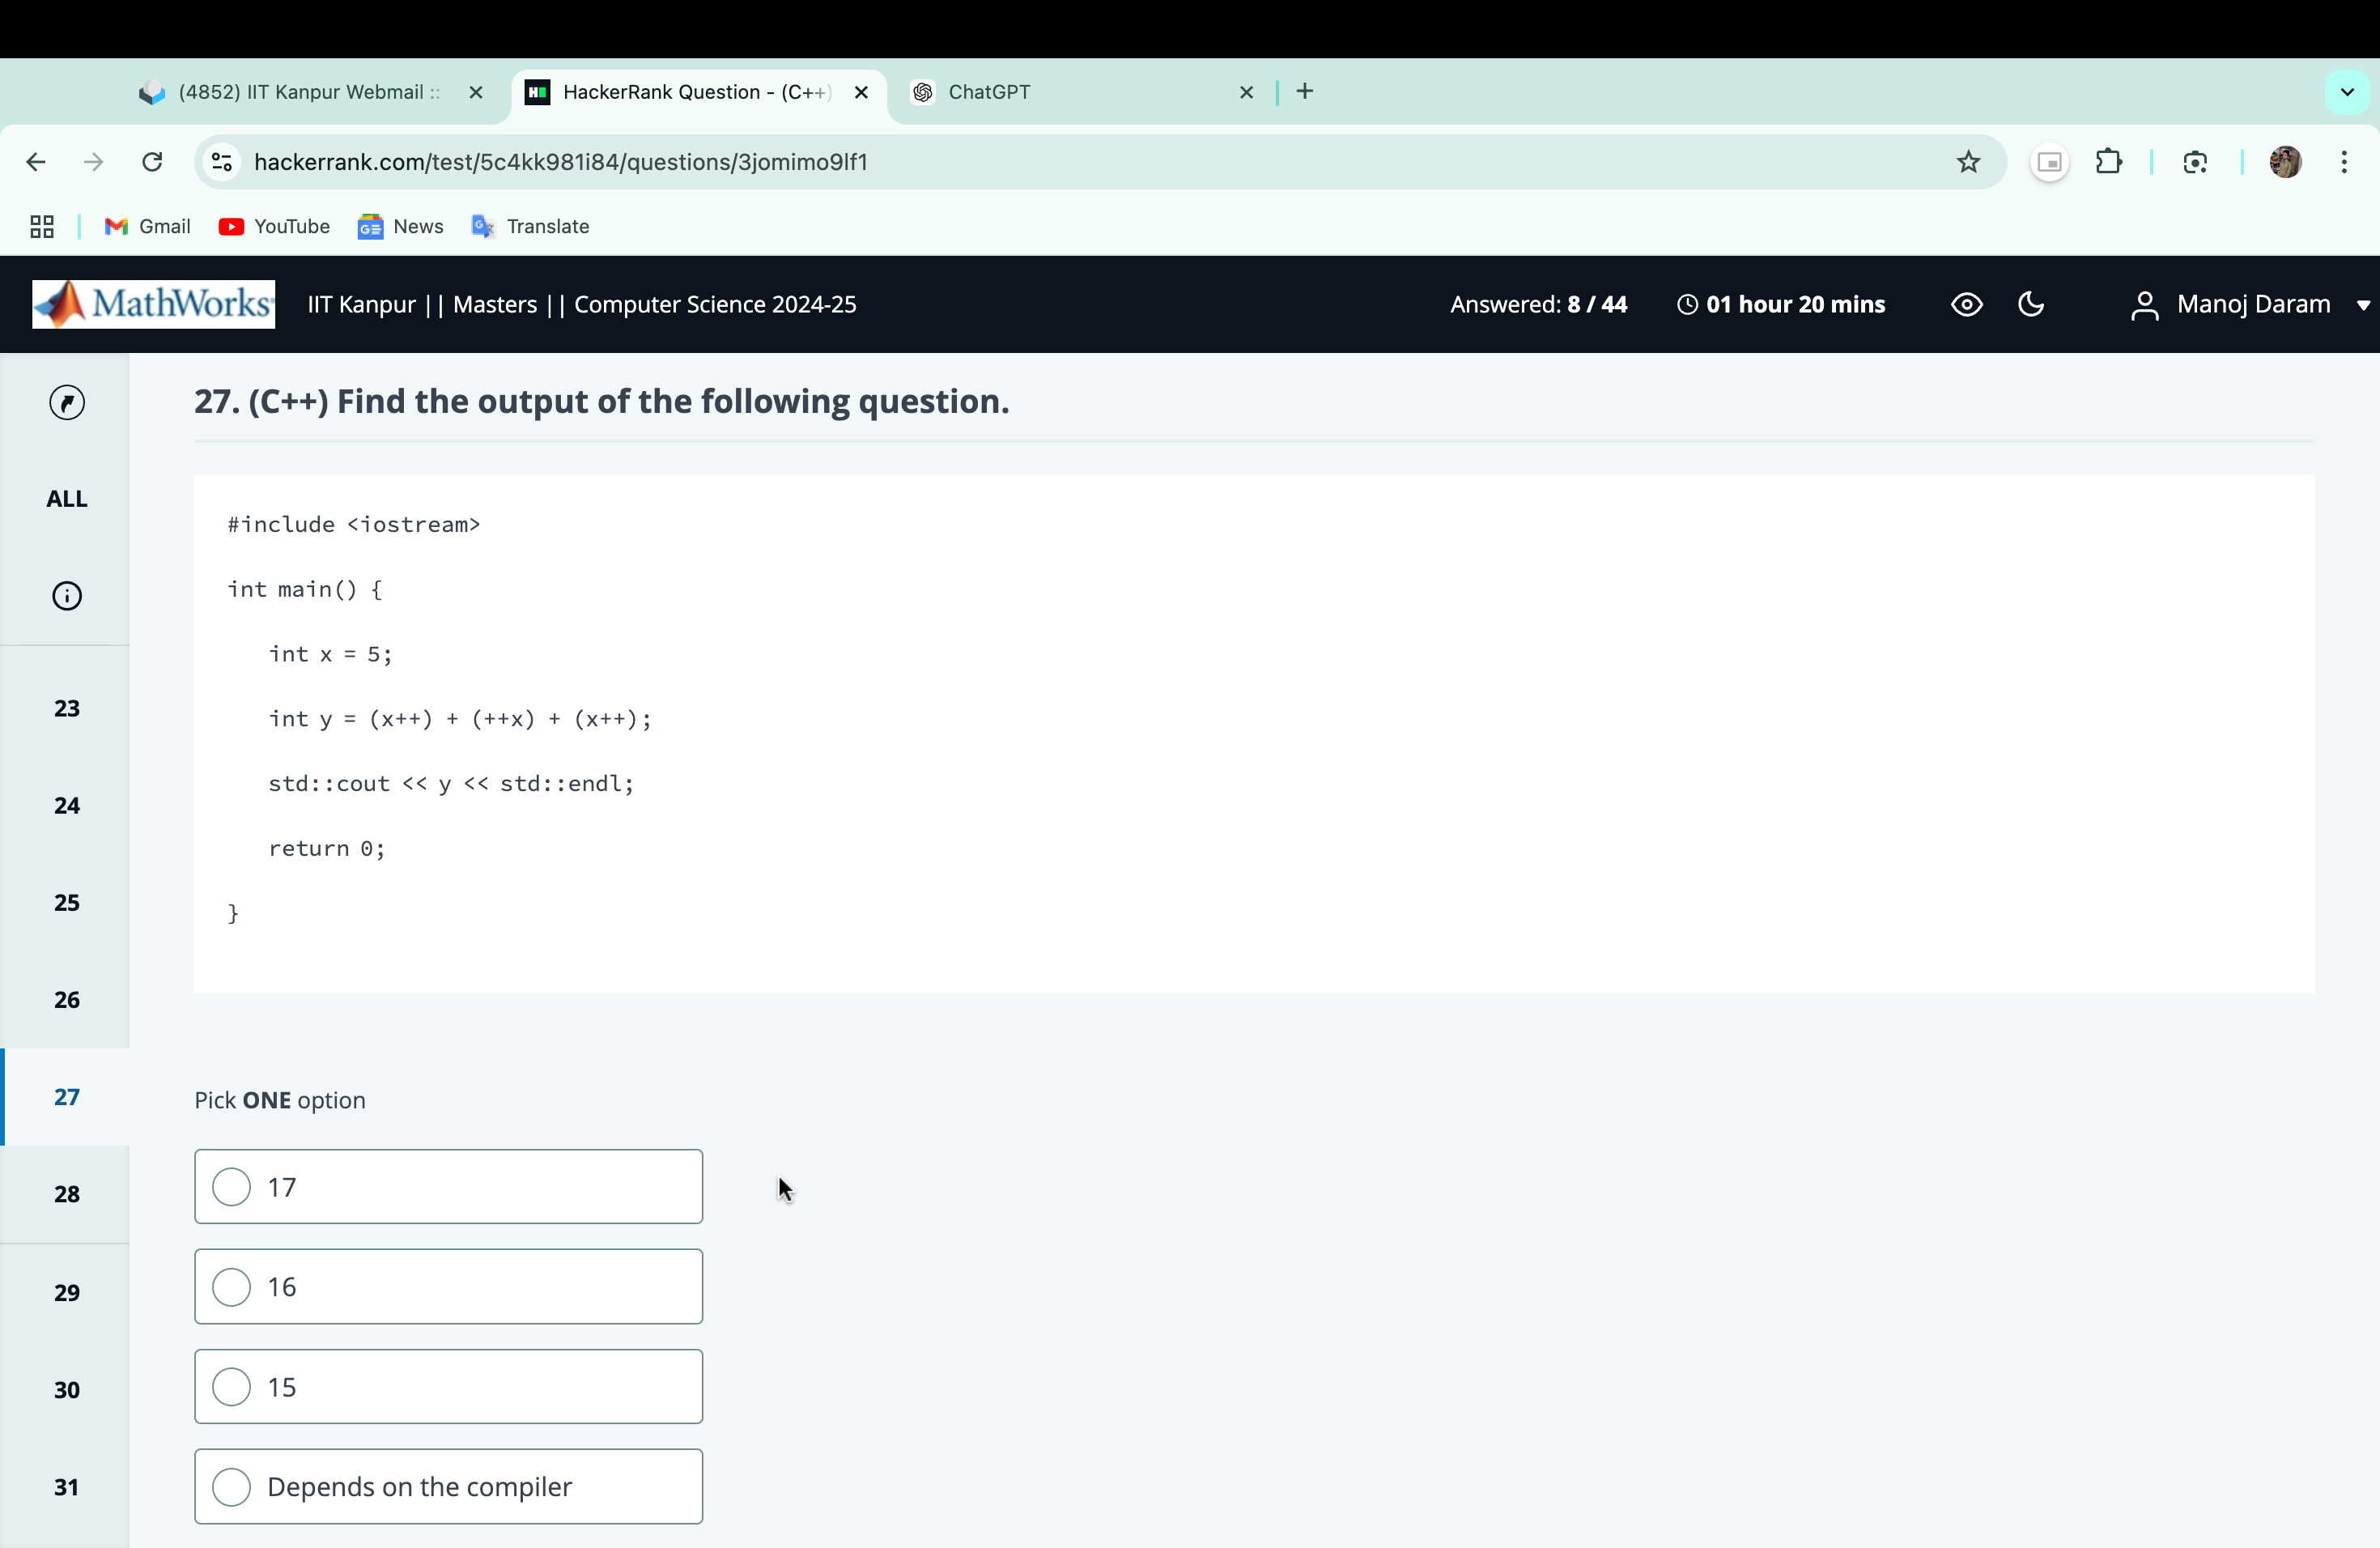 (4852) IIT Kanpur Webmail ::
HackerRank Question - (C++)
ChatGPT
hackerrank.com/test/5c4kk981i84/questions/3jomimo9lf1
Gmail
YouTube
News
Translate
MathWorks
IIT Kanpur || Masters || Computer Science 2024-25
Answered: 8 / 44
01 hour 20 mins
Manoj Daram
ALL
23
24
25
26
27
28
29
30
31
27. (C++) Find the output of the following question.
#include <iostream>
int main() {
int x = 5;
int y = (x++) + (++x) + (x++);
std::cout << y << std::endl;
return 0;
}
Pick ONE option
17
16
15
Depends on the compiler